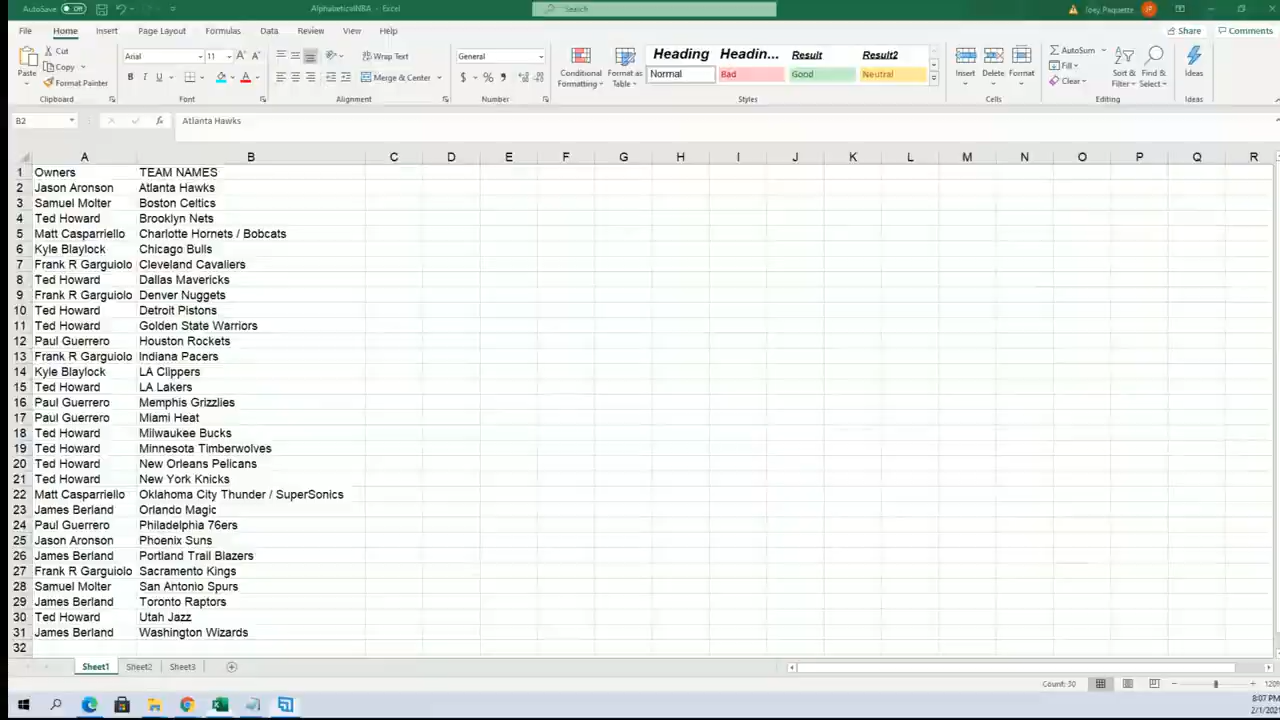 AutoSave Off AlphabeticalNBA - Excel Search Joey Paquette JP
File Home Insert Page Layout Formulas Data Review View Help Share Comments
Paste Cut Copy Format Painter Clipboard
Arial 11 B I U Font
Wrap Text Merge & Center Alignment
General $ % Number
Conditional Formatting Format as Table
Heading Headin... Result Result2
Normal Bad Good Neutral
Styles
Insert Delete Format Cells
AutoSum Fill Clear Sort & Filter Find & Select Editing
Ideas Ideas
B2 fx Atlanta Hawks
A B C D E F G H I J K L M N O P Q R
1 Owners TEAM NAMES
2 Jason Aronson Atlanta Hawks
3 Samuel Molter Boston Celtics
4 Ted Howard Brooklyn Nets
5 Matt Casparriello Charlotte Hornets / Bobcats
6 Kyle Blaylock Chicago Bulls
7 Frank R Garguiolo Cleveland Cavaliers
8 Ted Howard Dallas Mavericks
9 Frank R Garguiolo Denver Nuggets
10 Ted Howard Detroit Pistons
11 Ted Howard Golden State Warriors
12 Paul Guerrero Houston Rockets
13 Frank R Garguiolo Indiana Pacers
14 Kyle Blaylock LA Clippers
15 Ted Howard LA Lakers
16 Paul Guerrero Memphis Grizzlies
17 Paul Guerrero Miami Heat
18 Ted Howard Milwaukee Bucks
19 Ted Howard Minnesota Timberwolves
20 Ted Howard New Orleans Pelicans
21 Ted Howard New York Knicks
22 Matt Casparriello Oklahoma City Thunder / SuperSonics
23 James Berland Orlando Magic
24 Paul Guerrero Philadelphia 76ers
25 Jason Aronson Phoenix Suns
26 James Berland Portland Trail Blazers
27 Frank R Garguiolo Sacramento Kings
28 Samuel Molter San Antonio Spurs
29 James Berland Toronto Raptors
30 Ted Howard Utah Jazz
31 James Berland Washington Wizards
32
Sheet1 Sheet2 Sheet3
Count: 30
8:07 PM